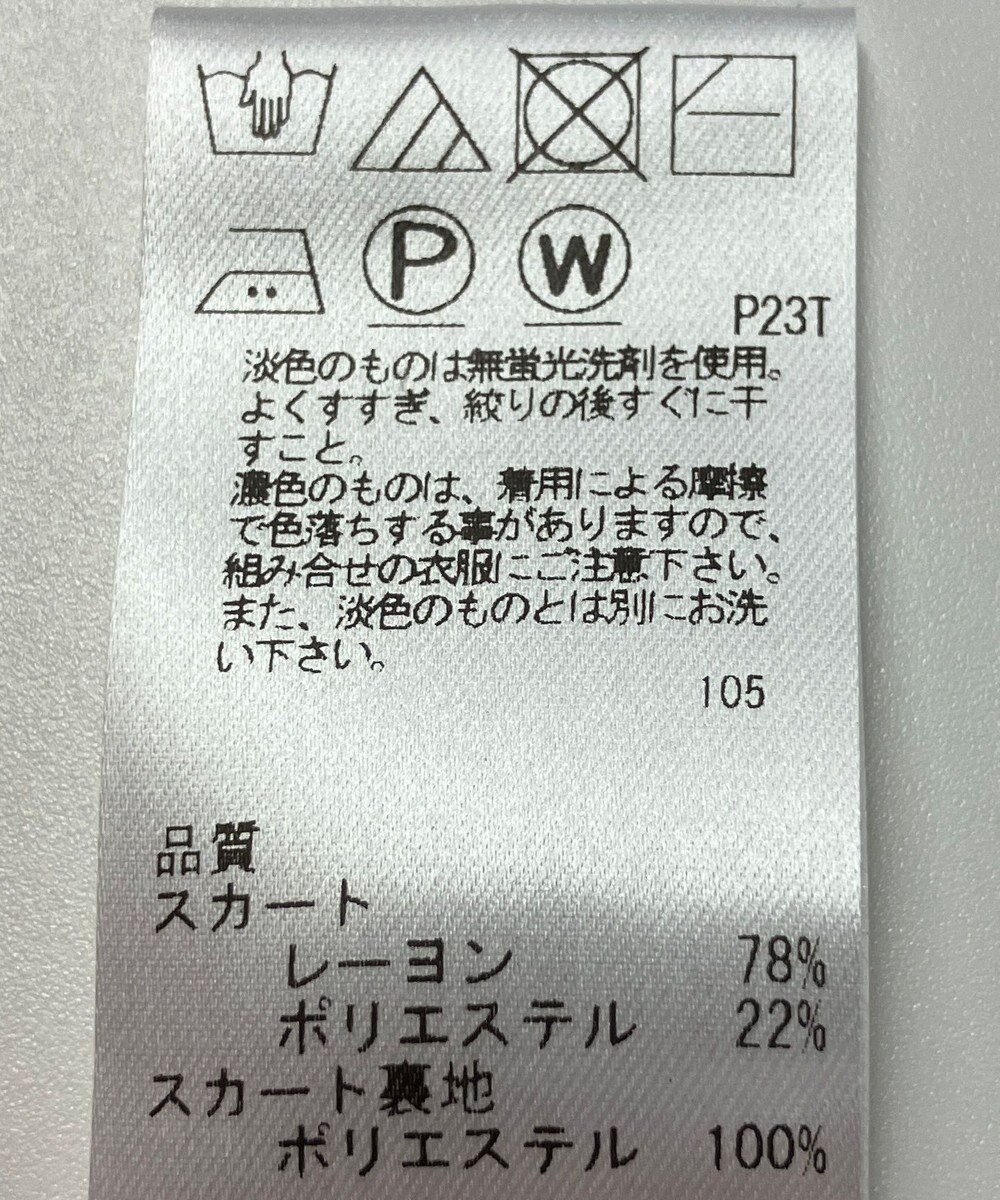 P W
P23T
淡色のものは無蛍光洗剤を使用。
よくすすぎ、絞りの後すぐに干
すこと。
濃色のものは、着用による摩擦
で色落ちする事がありますので、
組み合せの衣服にご注意下さい。
また、淡色のものとは別にお洗
い下さい。
105
品質
スカート
レーヨン 78%
ポリエステル 22%
スカート裏地
ポリエステル 100%